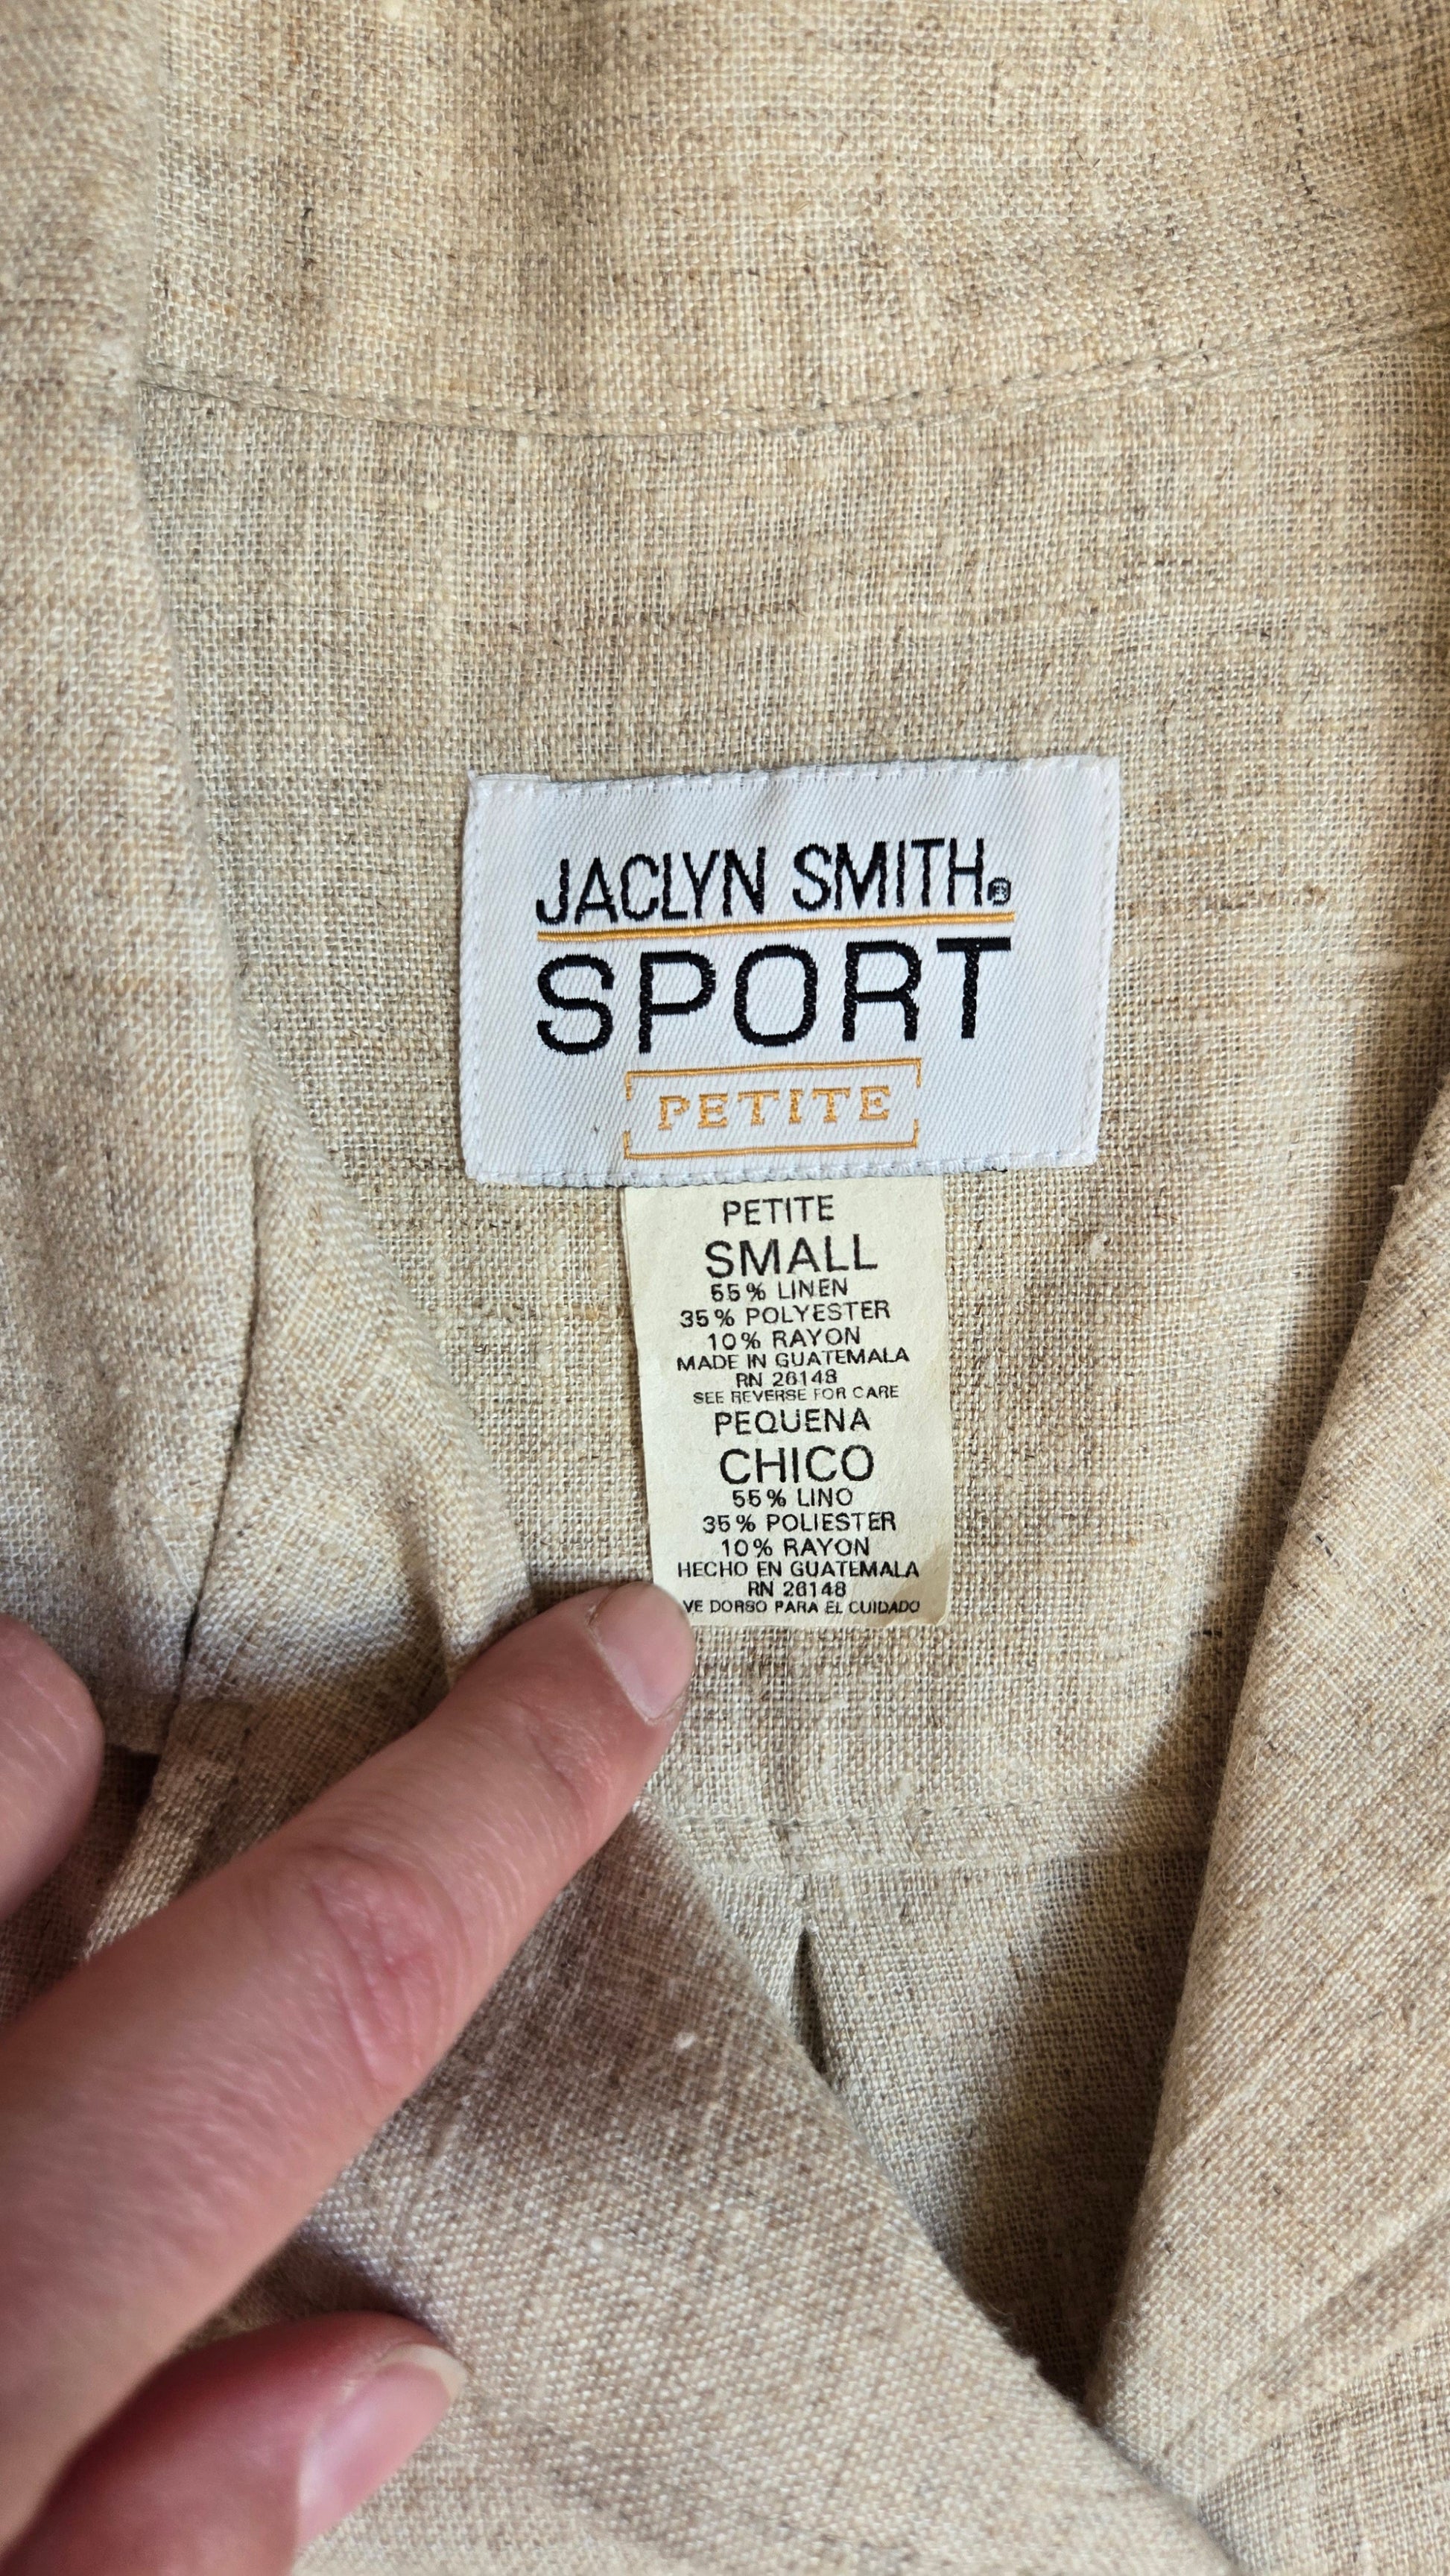 JACLYN SMITH®
SPORT
PETITE
PETITE
SMALL
55% LINEN
35% POLYESTER
10% RAYON
MADE IN GUATEMALA
RN 26148
SEE REVERSE FOR CARE
PEQUENA
CHICO
55% LINO
35% POLIESTER
10% RAYON
HECHO EN GUATEMALA
RN 26148
VE DORSO PARA EL CUIDADO